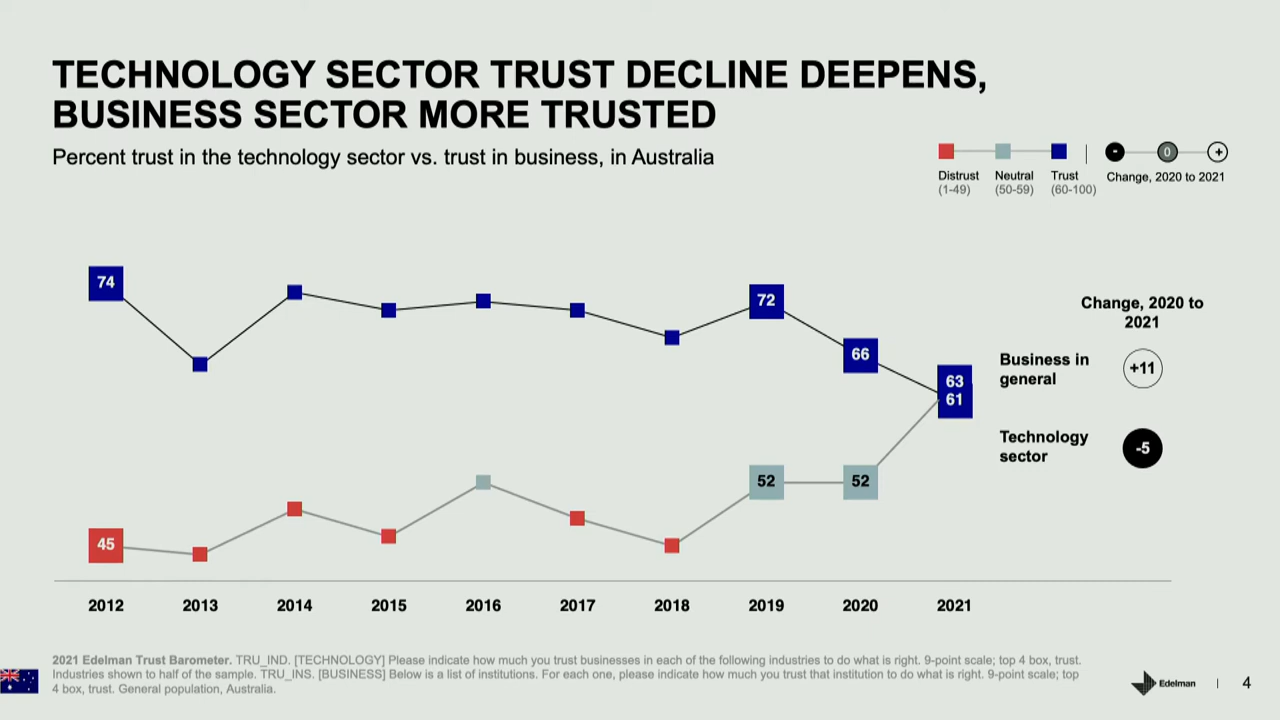 TECHNOLOGY SECTOR TRUST DECLINE DEEPENS,
BUSINESS SECTOR MORE TRUSTED
Percent trust in the technology sector vs. trust in business, in Australia
- 0 +
Distrust Neutral Trust Change, 2020 to 2021
(1-49) (50-59) (60-100)
74
72
66
63
61
52
52
45
Change, 2020 to
2021
Business in
general
+11
Technology
sector
-5
2012 2013 2014 2015 2016 2017 2018 2019 2020 2021
2021 Edelman Trust Barometer. TRU_IND. [TECHNOLOGY] Please indicate how much you trust businesses in each of the following industries to do what is right. 9-point scale; top 4 box, trust.
Industries shown to half of the sample. TRU_INS. [BUSINESS] Below is a list of institutions. For each one, please indicate how much you trust that institution to do what is right. 9-point scale; top
4 box, trust. General population, Australia.
Edelman | 4